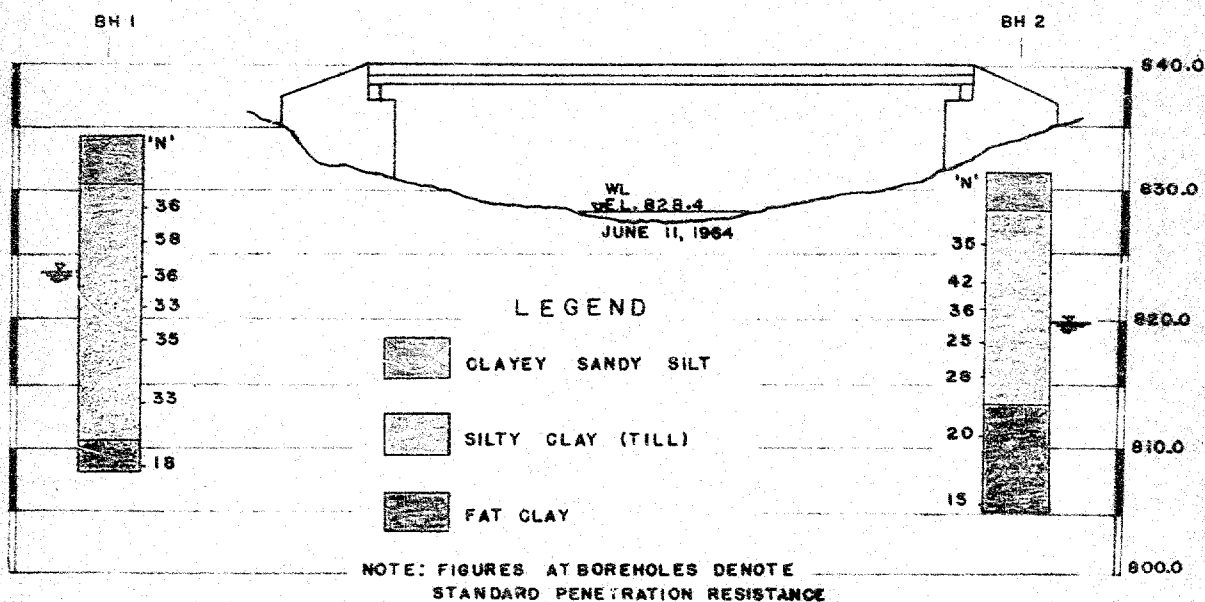 BH 1
BH 2
840.0
'N'
36
58
36
33
35
33
18
WL
EL. 828.4
JUNE 11, 1964
'N'
35
42
36
25
28
20
15
830.0
820.0
810.0
800.0
LEGEND
CLAYEY SANDY SILT
SILTY CLAY (TILL)
FAT CLAY
NOTE: FIGURES AT BOREHOLES DENOTE
STANDARD PENETRATION RESISTANCE